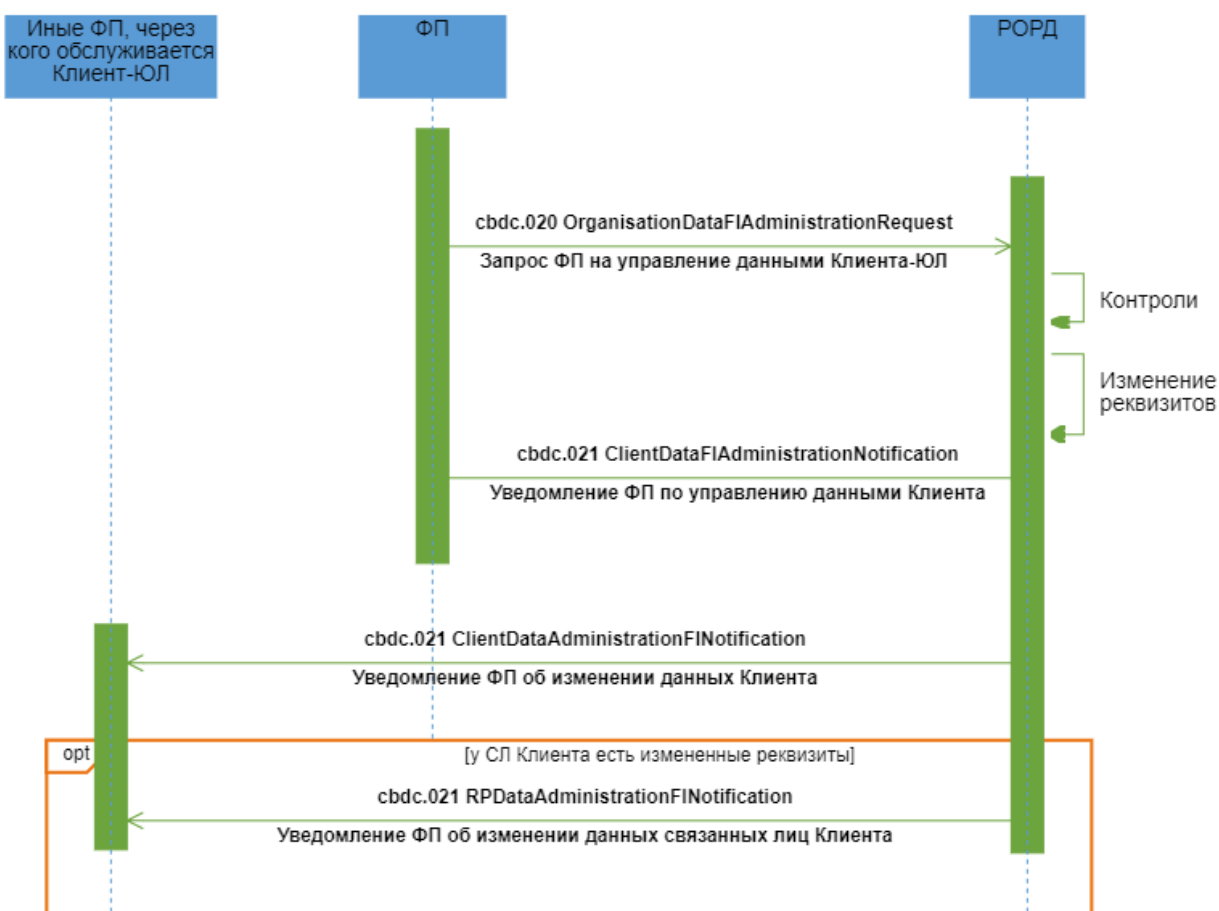 Иные ФП, через
кого обслуживается
Клиент-ЮЛ
ФП
РОРД
cbdc.020 OrganisationDataFIAdministrationRequest
Запрос ФП на управление данными Клиента-ЮЛ
Контроли
Изменение
реквизитов
cbdc.021 ClientDataFIAdministrationNotification
Уведомление ФП по управлению данными Клиента
cbdc.021 ClientDataAdministrationFINotification
Уведомление ФП об изменении данных Клиента
opt
[у СЛ Клиента есть измененные реквизиты]
cbdc.021 RPDataAdministrationFINotification
Уведомление ФП об изменении данных связанных лиц Клиента